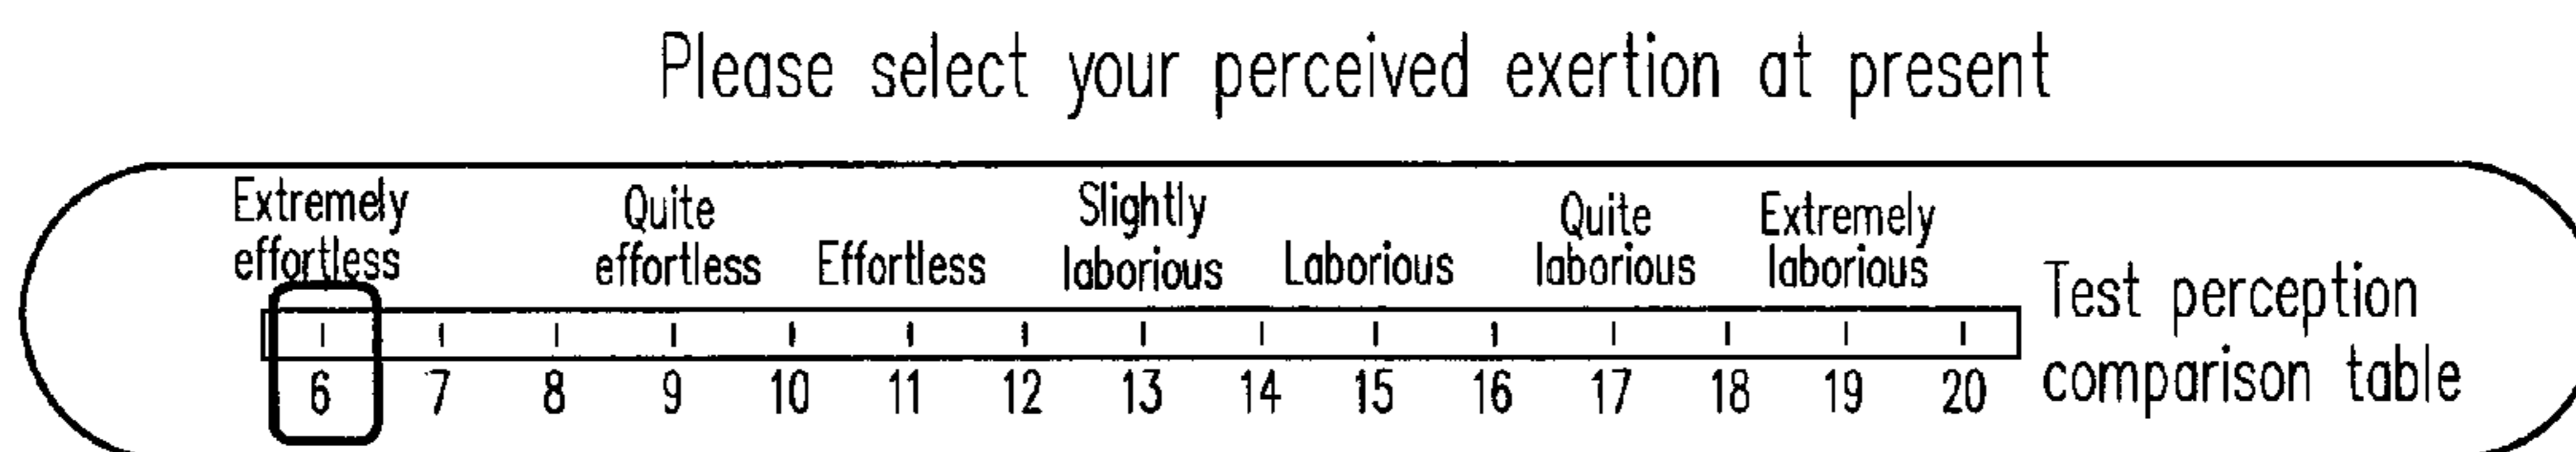 Please select your perceived exertion at present
Extremely effortless
Quite effortless
Effortless
Slightly laborious
Laborious
Quite laborious
Extremely laborious
6 7 8 9 10 11 12 13 14 15 16 17 18 19 20
Test perception
comparison table